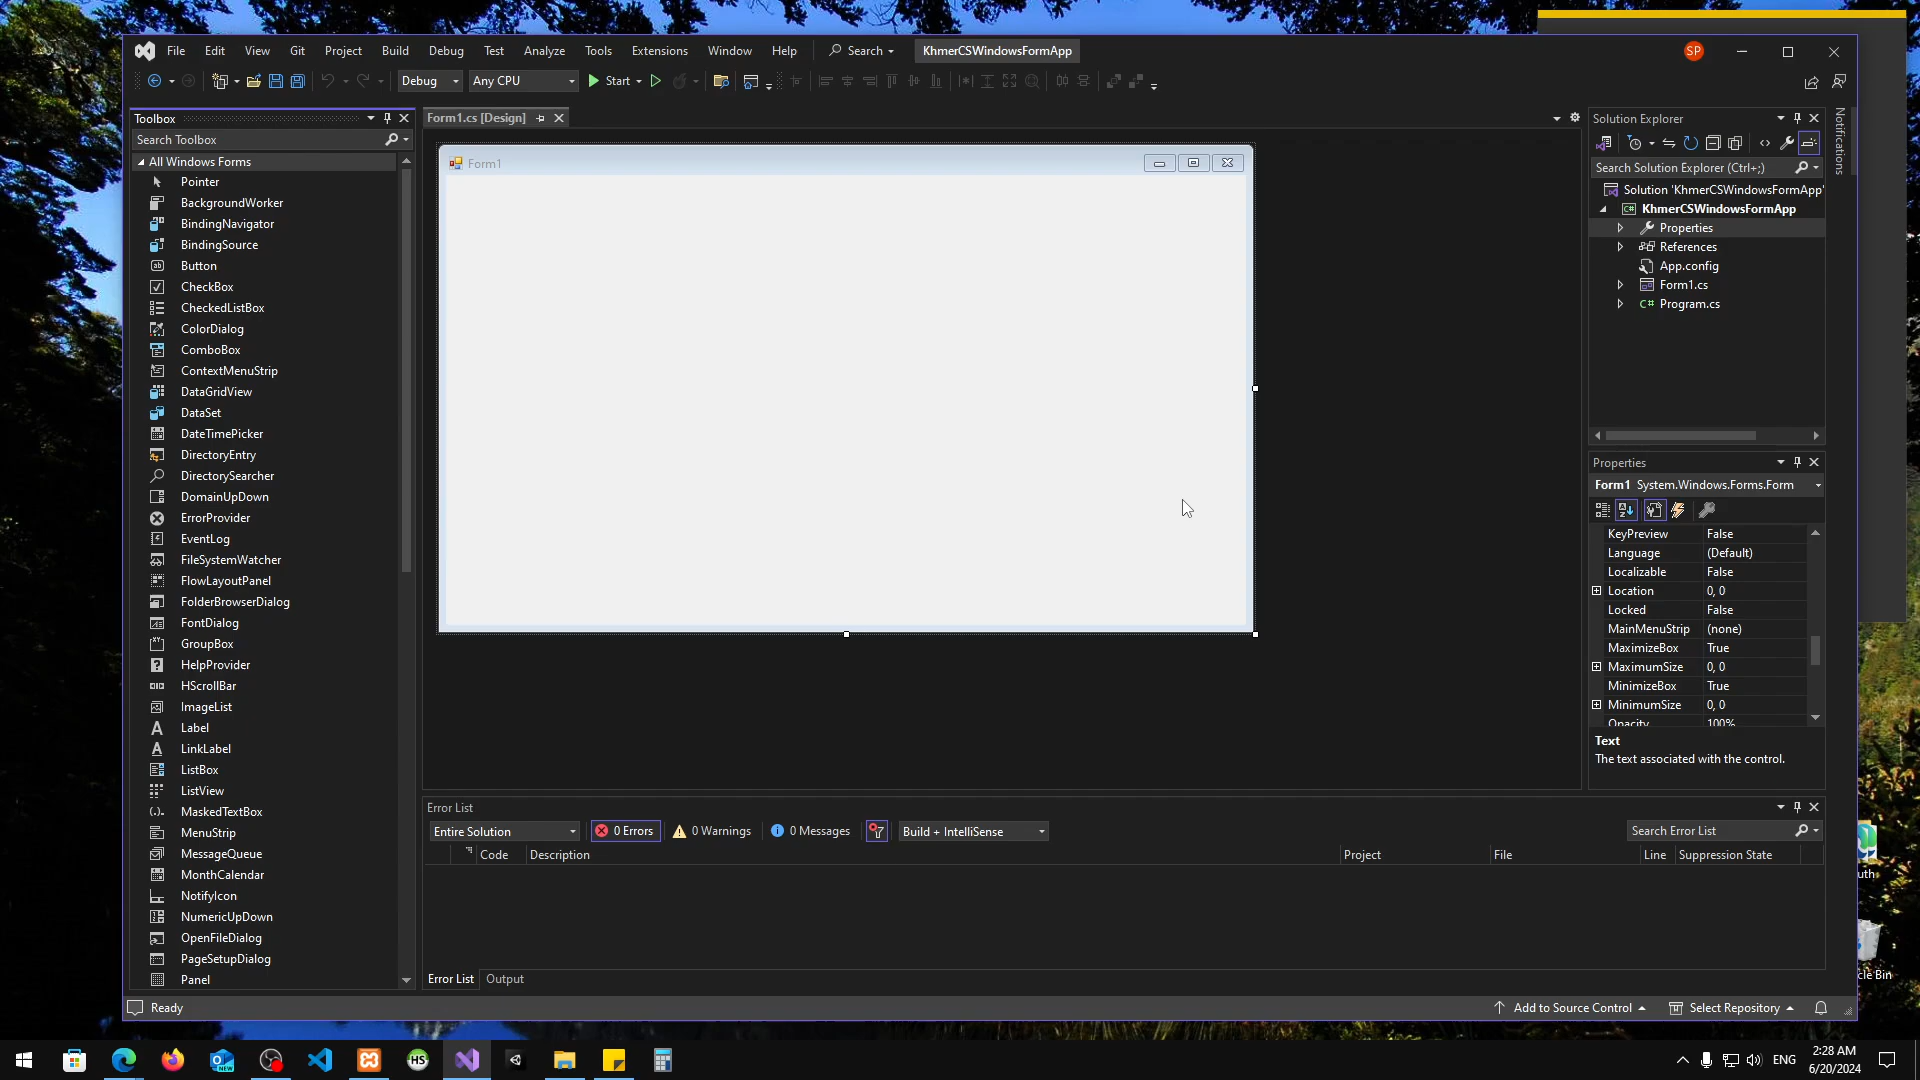 File Edit View Git Project Build Debug Test Analyze Tools Extensions Window Help Search KhmerCSWindowsFormApp SP
Debug Any CPU Start
Toolbox
Search Toolbox
All Windows Forms
Pointer
BackgroundWorker
BindingNavigator
BindingSource
Button
CheckBox
CheckedListBox
ColorDialog
ComboBox
ContextMenuStrip
DataGridView
DataSet
DateTimePicker
DirectoryEntry
DirectorySearcher
DomainUpDown
ErrorProvider
EventLog
FileSystemWatcher
FlowLayoutPanel
FolderBrowserDialog
FontDialog
GroupBox
HelpProvider
HScrollBar
ImageList
Label
LinkLabel
ListBox
ListView
MaskedTextBox
MenuStrip
MessageQueue
MonthCalendar
NotifyIcon
NumericUpDown
OpenFileDialog
PageSetupDialog
Panel
Form1.cs [Design]
Form1
Solution Explorer
Search Solution Explorer (Ctrl+;)
Solution 'KhmerCSWindowsFormApp'
KhmerCSWindowsFormApp
Properties
References
App.config
Form1.cs
Program.cs
Notifications
Properties
Form1 System.Windows.Forms.Form
KeyPreview False
Language (Default)
Localizable False
Location 0, 0
Locked False
MainMenuStrip (none)
MaximizeBox True
MaximumSize 0, 0
MinimizeBox True
MinimumSize 0, 0
Opacity 100%
Text
The text associated with the control.
Error List
Entire Solution 0 Errors 0 Warnings 0 Messages Build + IntelliSense Search Error List
Code Description Project File Line Suppression State
Error List Output
Ready Add to Source Control Select Repository
uth
cle Bin
NEW HS ENG 2:28 AM
6/20/2024